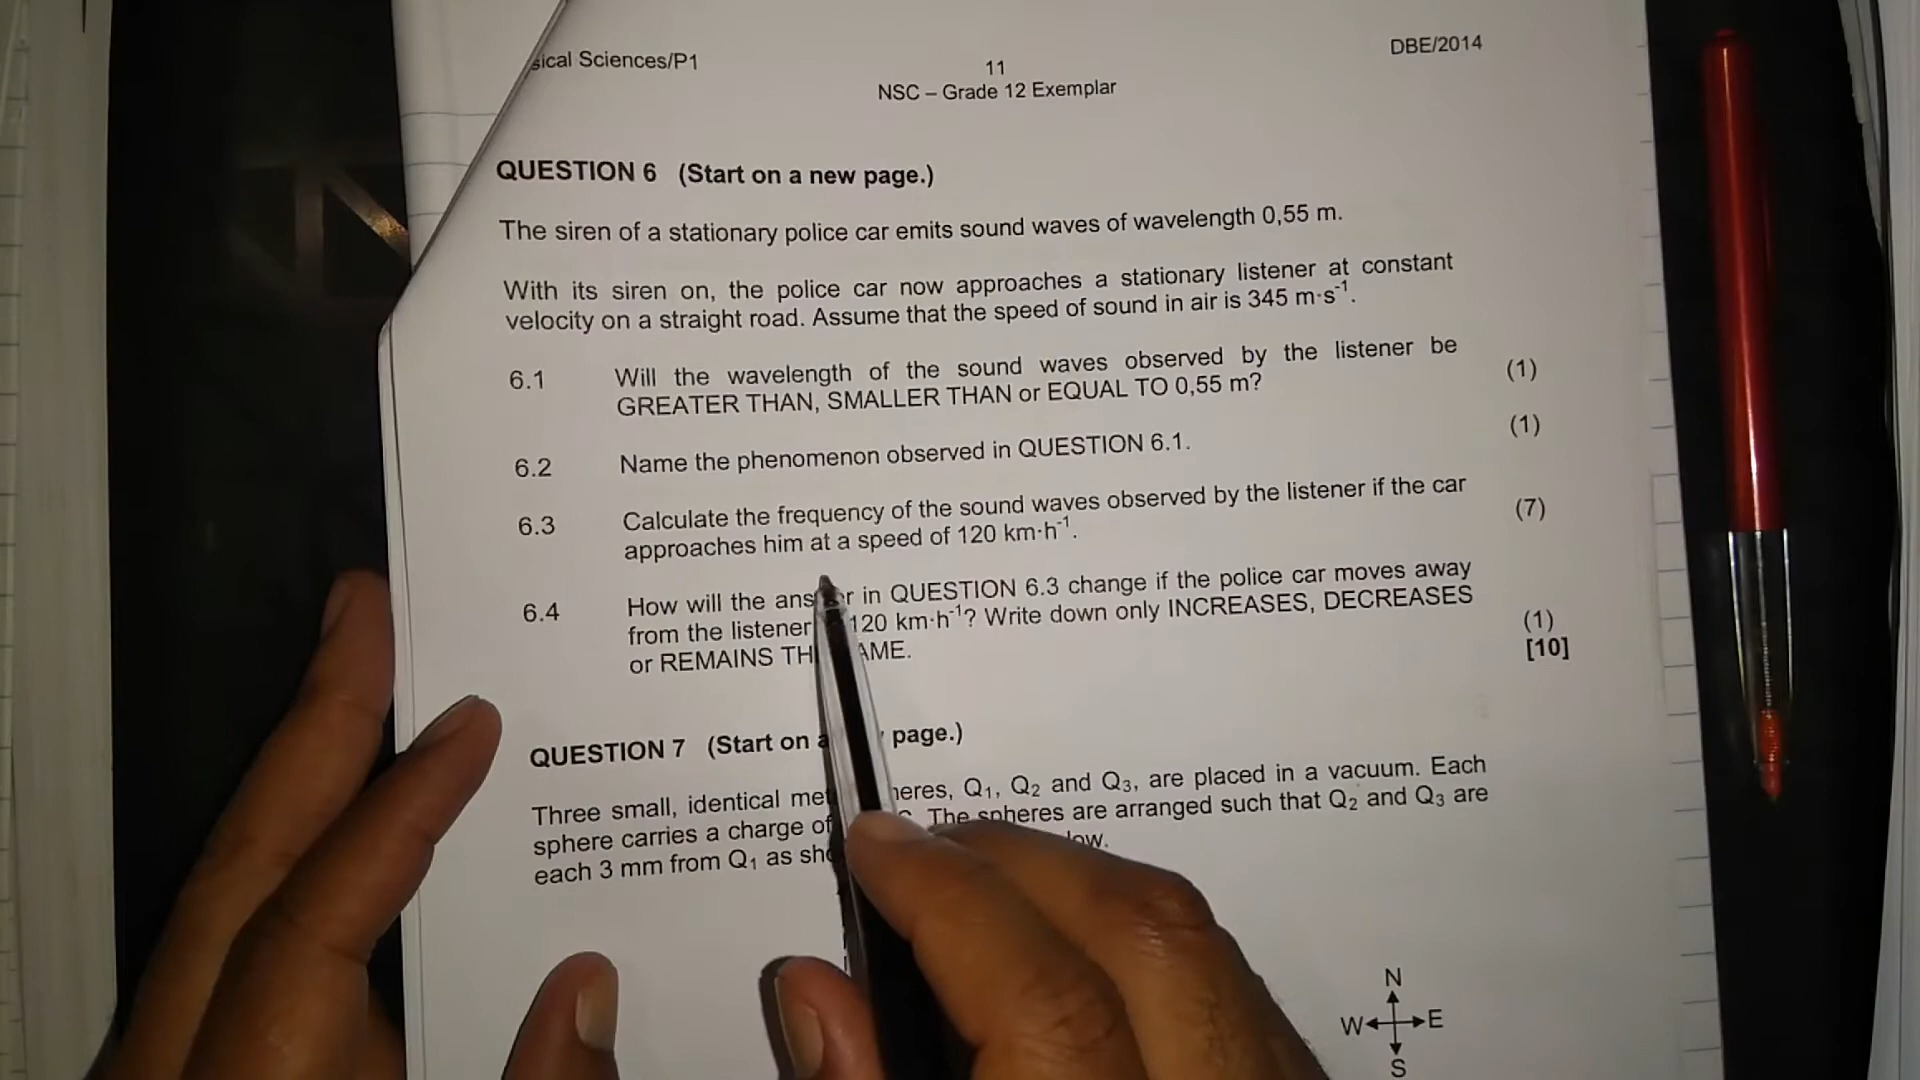 sical Sciences/P1
11
DBE/2014
NSC – Grade 12 Exemplar
QUESTION 6 (Start on a new page.)
The siren of a stationary police car emits sound waves of wavelength 0,55 m.
With its siren on, the police car now approaches a stationary listener at constant
velocity on a straight road. Assume that the speed of sound in air is 345 m·s⁻¹.
6.1 Will the wavelength of the sound waves observed by the listener be
GREATER THAN, SMALLER THAN or EQUAL TO 0,55 m? (1)
6.2 Name the phenomenon observed in QUESTION 6.1. (1)
6.3 Calculate the frequency of the sound waves observed by the listener if the car
approaches him at a speed of 120 km·h⁻¹. (7)
6.4 How will the answer in QUESTION 6.3 change if the police car moves away
from the listener 120 km·h⁻¹? Write down only INCREASES, DECREASES
or REMAINS TH AME. (1)
[10]
QUESTION 7 (Start on a page.)
Three small, identical met heres, Q₁, Q₂ and Q₃, are placed in a vacuum. Each
sphere carries a charge of The spheres are arranged such that Q₂ and Q₃ are
each 3 mm from Q₁ as sho ow.
N
W E
S